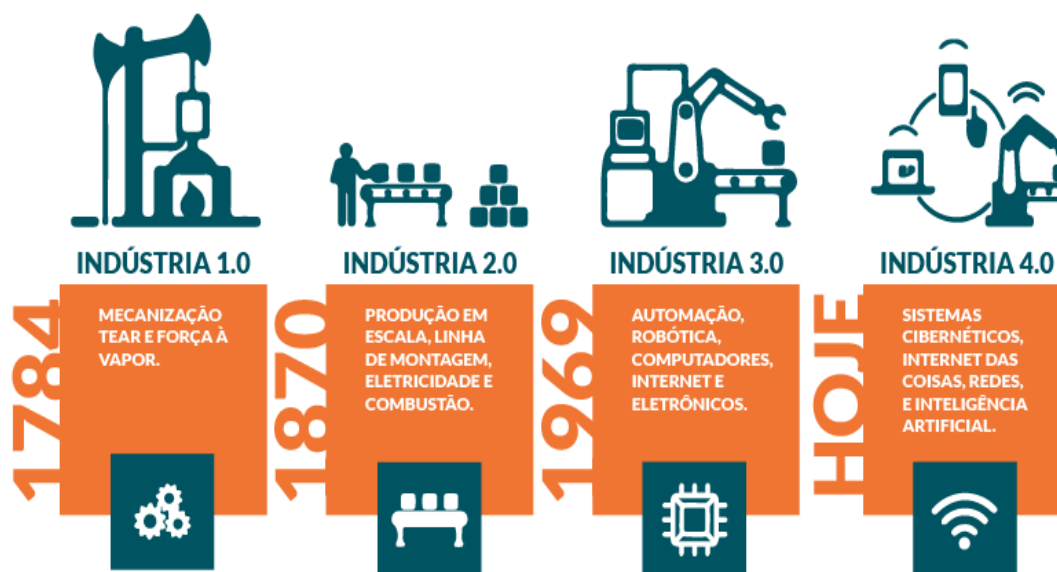 INDÚSTRIA 1.0
1784
MECANIZAÇÃO
TEAR E FORÇA À
VAPOR.
INDÚSTRIA 2.0
1870
PRODUÇÃO EM
ESCALA, LINHA
DE MONTAGEM,
ELETRICIDADE E
COMBUSTÃO.
INDÚSTRIA 3.0
1969
AUTOMAÇÃO,
ROBÓTICA,
COMPUTADORES,
INTERNET E
ELETRÔNICOS.
INDÚSTRIA 4.0
HOJE
SISTEMAS
CIBERNÉTICOS,
INTERNET DAS
COISAS, REDES,
E INTELIGÊNCIA
ARTIFICIAL.